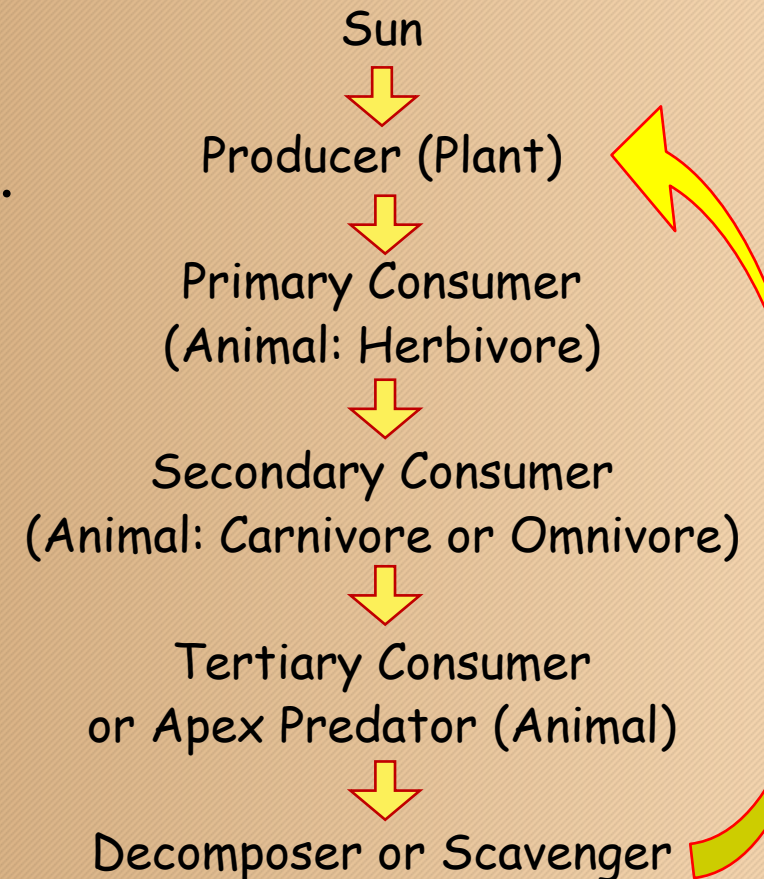 Sun
Producer (Plant)
.
Primary Consumer
(Animal: Herbivore)
Secondary Consumer
(Animal: Carnivore or Omnivore)
Tertiary Consumer
or Apex Predator (Animal)
Decomposer or Scavenger